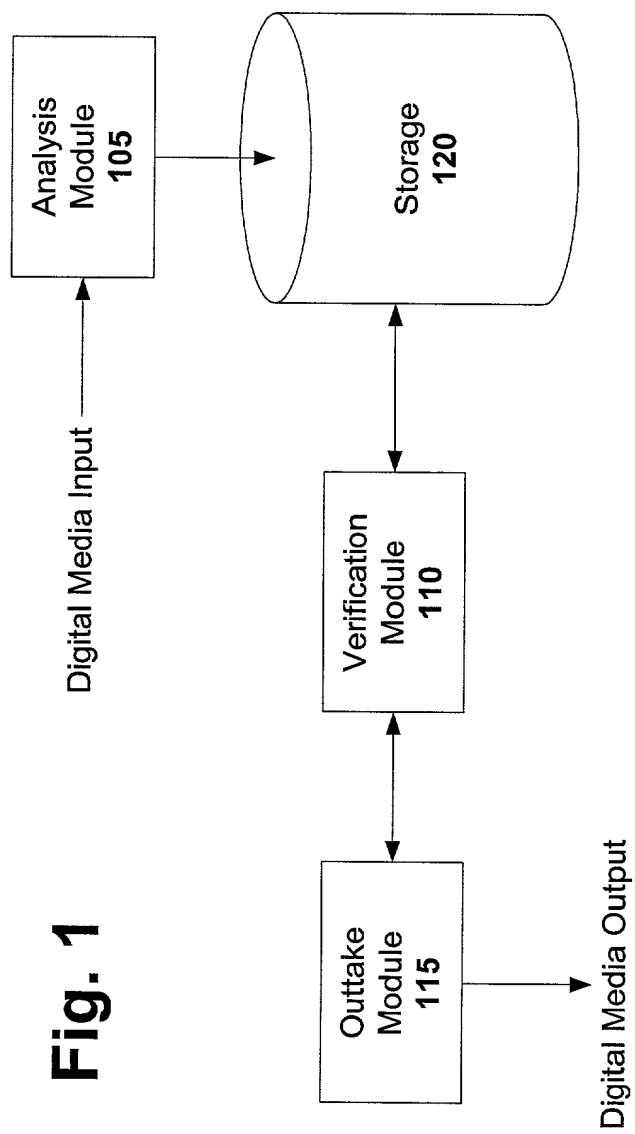 Digital Media Input
Analysis
Module
105
Storage
120
Verification
Module
110
Outtake
Module
115
Digital Media Output
Fig. 1